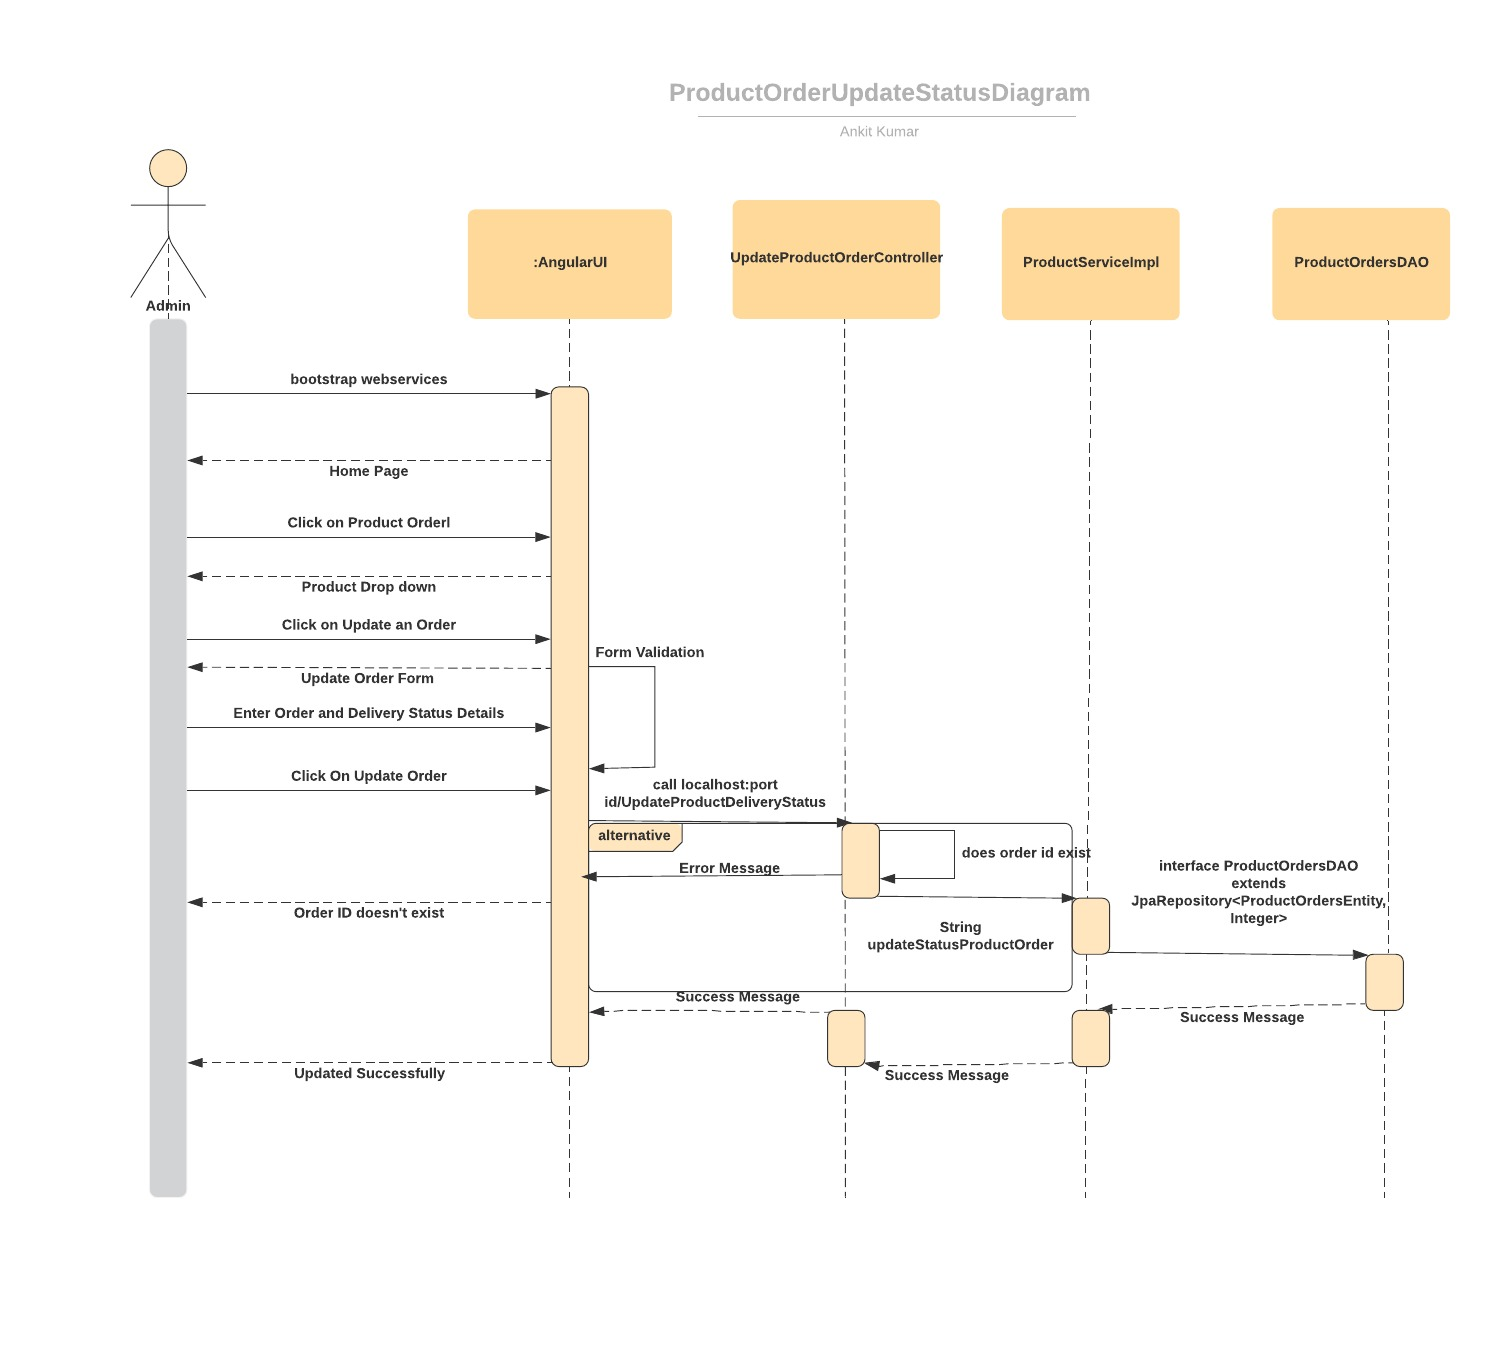 ProductOrderUpdateStatusDiagram
Ankit Kumar
Admin
:AngularUI
UpdateProductOrderController
ProductServiceImpl
ProductOrdersDAO
bootstrap webservices
Home Page
Click on Product Orderl
Product Drop down
Click on Update an Order
Form Validation
Update Order Form
Enter Order and Delivery Status Details
Click On Update Order
call localhost:port
id/UpdateProductDeliveryStatus
alternative
does order id exist
Error Message
interface ProductOrdersDAO
extends
JpaRepository<ProductOrdersEntity,
Integer>
Order ID doesn't exist
String
updateStatusProductOrder
Success Message
Success Message
Updated Successfully
Success Message